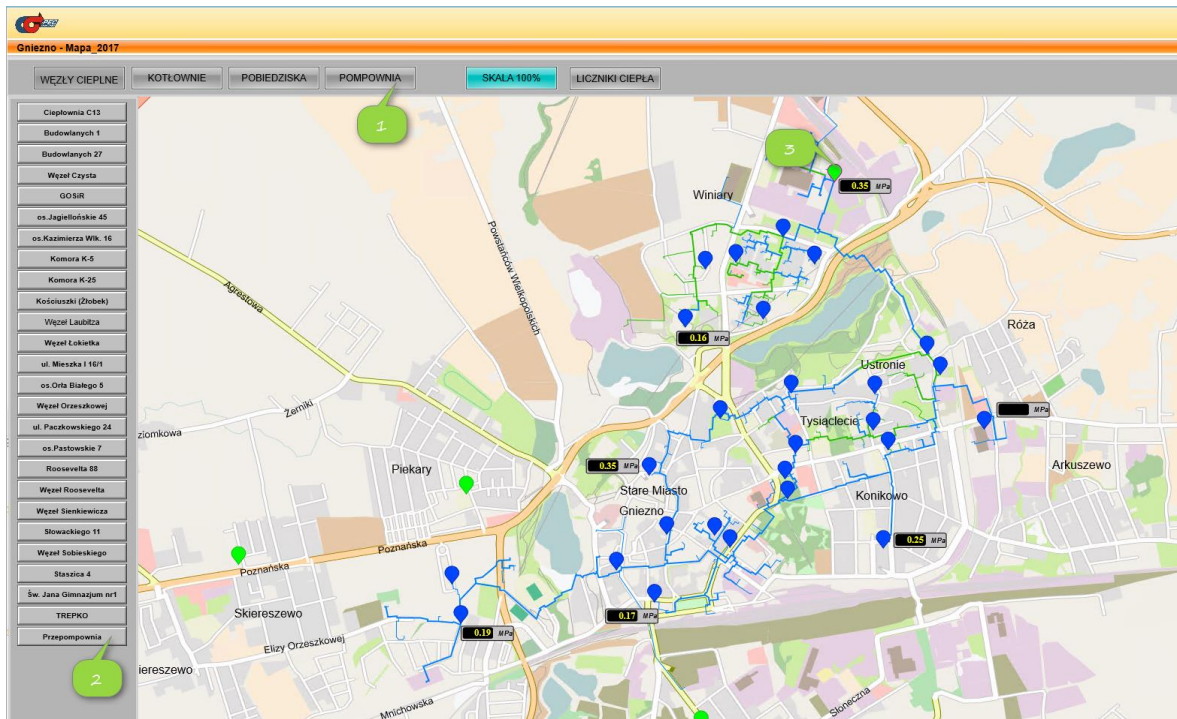 Gniezno - Mapa_2017
WĘZŁY CIEPLNE
KOTŁOWNIE
POBIEDZISKA
POMPOWNIA
SKALA 100%
LICZNIKI CIEPŁA
1
Ciepłownia C13
Budowlanych 1
Budowlanych 27
Węzeł Czysta
GOSiR
os.Jagiellońskie 45
os.Kazimierza Wlk. 16
Komora K-5
Komora K-25
Kościuszki (Żłobek)
Węzeł Laubitza
Węzeł Łokietka
ul. Mieszka I 16/1
os.Orła Białego 5
Węzeł Orzeszkowej
ul. Paczkowskiego 24
os.Pastowskie 7
Roosevelta 88
Węzeł Roosevelta
Węzeł Sienkiewicza
Słowackiego 11
Węzeł Sobieskiego
Staszica 4
Św. Jana Gimnazjum nr1
TREPKO
Przepompownia
2
3
0.35 MPa
Winiary
Powstańców Wielkopolskich
Agrestowa
0.16 MPa
Róża
Ustronie
Żerniki
ziomkowa
Tysiąclecie
MPa
Piekary
0.35 MPa
Arkuszewo
Stare Miasto
Konikowo
Gniezno
0.25 MPa
Poznańska
Poznańska
Skiereszewo
0.17 MPa
0.19 MPa
Elizy Orzeszkowej
iereszewo
Mnichowska
Słoneczna